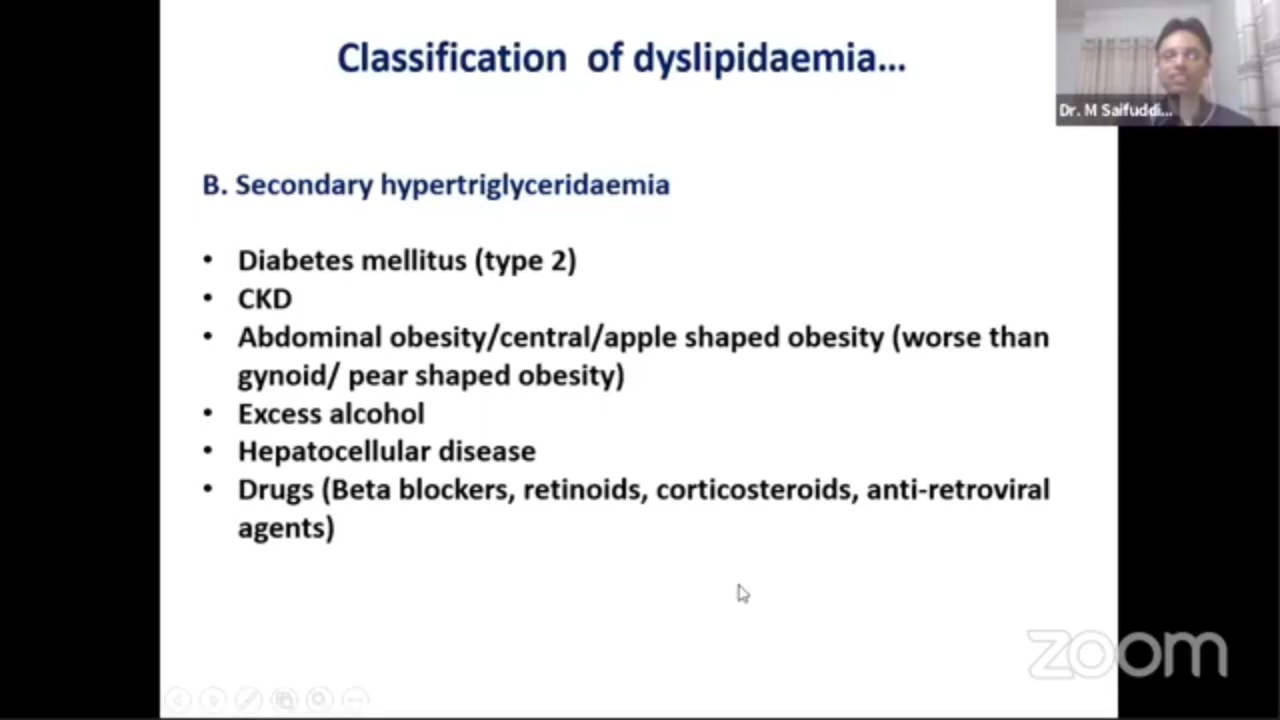 Classification of dyslipidaemia...
Dr. M Saifuddi...
B. Secondary hypertriglyceridaemia
• Diabetes mellitus (type 2)
• CKD
• Abdominal obesity/central/apple shaped obesity (worse than
gynoid/ pear shaped obesity)
• Excess alcohol
• Hepatocellular disease
• Drugs (Beta blockers, retinoids, corticosteroids, anti-retroviral
agents)
zoom